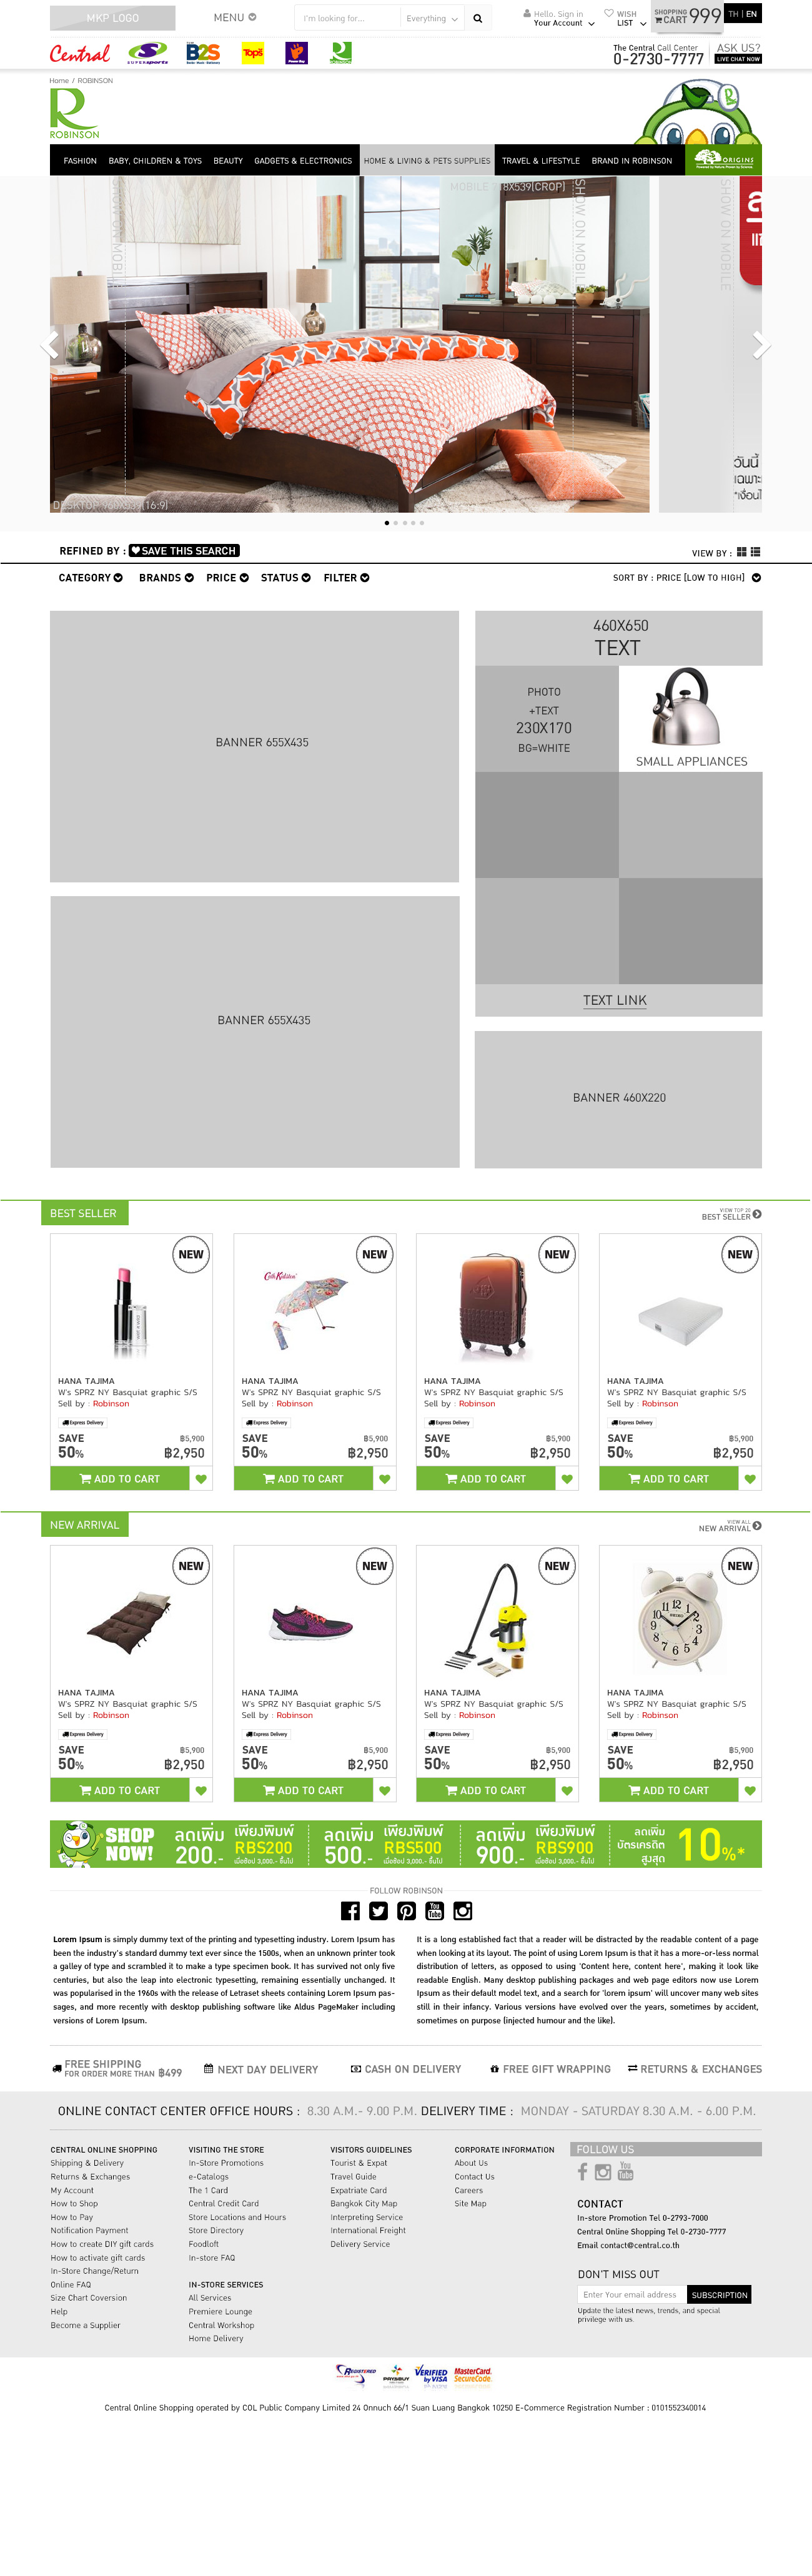 MKP LOGO
MENU
I'm looking for...
Everything
Hello, Sign in
Your Account
WISH
LIST
SHOPPING
CART
999
TH | EN
Central
SUPERSPORTS
B2S
Tops
Power Buy
The Central Call Center
0-2730-7777
ASK US?
LIVE CHAT NOW
Home / ROBINSON
R
ROBINSON
FASHION
BABY, CHILDREN & TOYS
BEAUTY
GADGETS & ELECTRONICS
HOME & LIVING & PETS SUPPLIES
TRAVEL & LIFESTYLE
BRAND IN ROBINSON
ORIGINS
SHOW ON MOBILE
SHOW ON MOBILE
SHOW ON MOBILE
วันนี้
เฉพาะ
*เงื่อนไ
REFINED BY :
SAVE THIS SEARCH
VIEW BY :
CATEGORY
BRANDS
PRICE
STATUS
FILTER
SORT BY : PRICE [LOW TO HIGH]
BANNER 655X435
460X650
TEXT
PHOTO
+TEXT
230X170
BG=WHITE
SMALL APPLIANCES
TEXT LINK
BANNER 655X435
BANNER 460X220
BEST SELLER
VIEW TOP 20
BEST SELLER
NEW
NEW
NEW
NEW
Cath Kidston
HANA TAJIMA
W's SPRZ NY Basquiat graphic S/S
Sell by : Robinson
Express Delivery
SAVE
฿5,900
50%
฿2,950
ADD TO CART
HANA TAJIMA
W's SPRZ NY Basquiat graphic S/S
Sell by : Robinson
Express Delivery
SAVE
฿5,900
50%
฿2,950
ADD TO CART
HANA TAJIMA
W's SPRZ NY Basquiat graphic S/S
Sell by : Robinson
Express Delivery
SAVE
฿5,900
50%
฿2,950
ADD TO CART
HANA TAJIMA
W's SPRZ NY Basquiat graphic S/S
Sell by : Robinson
Express Delivery
SAVE
฿5,900
50%
฿2,950
ADD TO CART
NEW ARRIVAL
VIEW ALL
NEW ARRIVAL
NEW
NEW
NEW
NEW
SEIKO
HANA TAJIMA
W's SPRZ NY Basquiat graphic S/S
Sell by : Robinson
Express Delivery
SAVE
฿5,900
50%
฿2,950
ADD TO CART
HANA TAJIMA
W's SPRZ NY Basquiat graphic S/S
Sell by : Robinson
Express Delivery
SAVE
฿5,900
50%
฿2,950
ADD TO CART
HANA TAJIMA
W's SPRZ NY Basquiat graphic S/S
Sell by : Robinson
Express Delivery
SAVE
฿5,900
50%
฿2,950
ADD TO CART
HANA TAJIMA
W's SPRZ NY Basquiat graphic S/S
Sell by : Robinson
Express Delivery
SAVE
฿5,900
50%
฿2,950
ADD TO CART
SHOP
NOW!
ลดเพิ่ม
200.-
เพียงพิมพ์
RBS200
เมื่อช้อป 3,000.- ขึ้นไป
ลดเพิ่ม
500.-
เพียงพิมพ์
RBS500
เมื่อช้อป 3,000.- ขึ้นไป
ลดเพิ่ม
900.-
เพียงพิมพ์
RBS900
เมื่อช้อป 3,000.- ขึ้นไป
ลดเพิ่ม
บัตรเครดิต
สูงสุด
10%*
FOLLOW ROBINSON
You Tube
Lorem Ipsum is simply dummy text of the printing and typesetting industry. Lorem Ipsum has
been the industry's standard dummy text ever since the 1500s, when an unknown printer took
a galley of type and scrambled it to make a type specimen book. It has survived not only five
centuries, but also the leap into electronic typesetting, remaining essentially unchanged. It
was popularised in the 1960s with the release of Letraset sheets containing Lorem Ipsum pas-
sages, and more recently with desktop publishing software like Aldus PageMaker including
versions of Lorem Ipsum.
It is a long established fact that a reader will be distracted by the readable content of a page
when looking at its layout. The point of using Lorem Ipsum is that it has a more-or-less normal
distribution of letters, as opposed to using 'Content here, content here', making it look like
readable English. Many desktop publishing packages and web page editors now use Lorem
Ipsum as their default model text, and a search for 'lorem ipsum' will uncover many web sites
still in their infancy. Various versions have evolved over the years, sometimes by accident,
sometimes on purpose (injected humour and the like).
FREE SHIPPING
FOR ORDER MORE THAN ฿499
NEXT DAY DELIVERY
CASH ON DELIVERY
FREE GIFT WRAPPING
RETURNS & EXCHANGES
ONLINE CONTACT CENTER OFFICE HOURS : 8.30 A.M.- 9.00 P.M. DELIVERY TIME : MONDAY - SATURDAY 8.30 A.M. - 6.00 P.M.
CENTRAL ONLINE SHOPPING
Shipping & Delivery
Returns & Exchanges
My Account
How to Shop
How to Pay
Notification Payment
How to create DIY gift cards
How to activate gift cards
In-Store Change/Return
Online FAQ
Size Chart Coversion
Help
Become a Supplier
VISITING THE STORE
In-Store Promotions
e-Catalogs
The 1 Card
Central Credit Card
Store Locations and Hours
Store Directory
Foodloft
In-store FAQ
IN-STORE SERVICES
All Services
Premiere Lounge
Central Workshop
Home Delivery
VISITORS GUIDELINES
Tourist & Expat
Travel Guide
Expatriate Card
Bangkok City Map
Interpreting Service
International Freight
Delivery Service
CORPORATE INFORMATION
About Us
Contact Us
Careers
Site Map
FOLLOW US
You Tube
CONTACT
In-store Promotion Tel 0-2793-7000
Central Online Shopping Tel 0-2730-7777
Email contact@central.co.th
DON'T MISS OUT
Enter Your email address
SUBSCRIPTION
Update the latest news, trends, and special
privilege with us.
REGISTERED
PAYSBUY
VERIFIED
by VISA
MasterCard.
SecureCode.
Central Online Shopping operated by COL Public Company Limited 24 Onnuch 66/1 Suan Luang Bangkok 10250 E-Commerce Registration Number : 0101552340014